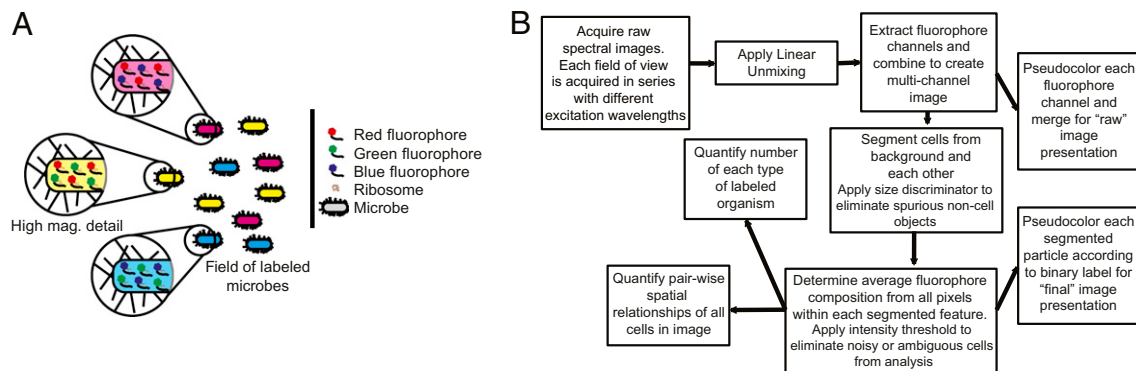 A
High mag. detail
Field of labeled
microbes
Red fluorophore
Green fluorophore
Blue fluorophore
Ribosome
Microbe
B
Acquire raw
spectral images.
Each field of view
is acquired in series
with different
excitation wavelengths
Apply Linear
Unmixing
Extract fluorophore
channels and
combine to create
multi-channel
image
Pseudocolor each
fluorophore
channel and
merge for “raw”
image
presentation
Segment cells from
background and
each other
Apply size discriminator to
eliminate spurious non-cell
objects
Quantify number
of each type
of labeled
organism
Quantify pair-wise
spatial
relationships of all
cells in image
Determine average fluorophore
composition from all pixels
within each segmented feature.
Apply intensity threshold to
eliminate noisy or ambiguous cells
from analysis
Pseudocolor each
segmented
particle according
to binary label for
“final” image
presentation